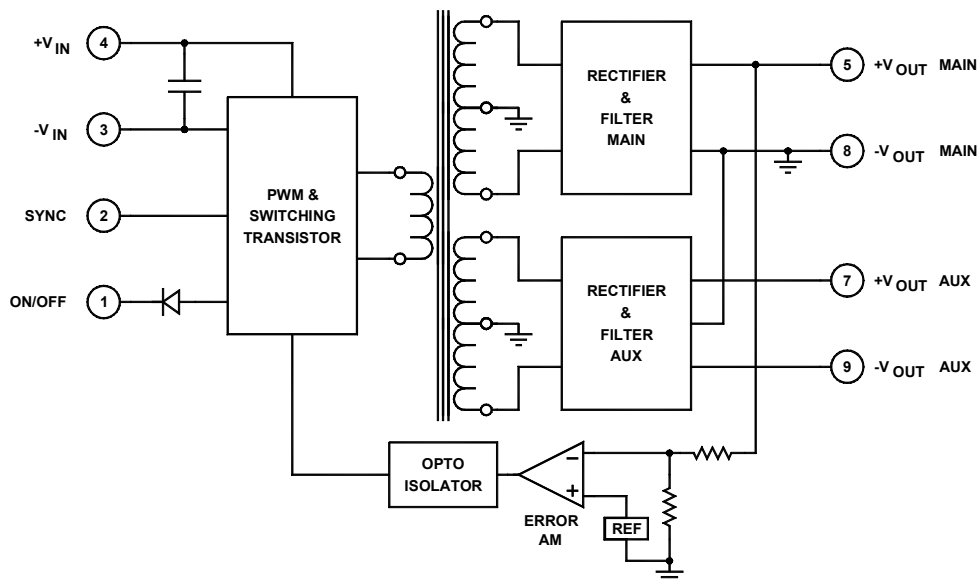 +V IN
4
-V IN
3
SYNC
2
ON/OFF
1
PWM &
SWITCHING
TRANSISTOR
RECTIFIER
&
FILTER
MAIN
5
+V OUT MAIN
8
-V OUT MAIN
RECTIFIER
&
FILTER
AUX
7
+V OUT AUX
9
-V OUT AUX
OPTO
ISOLATOR
−
+
ERROR
AM
REF